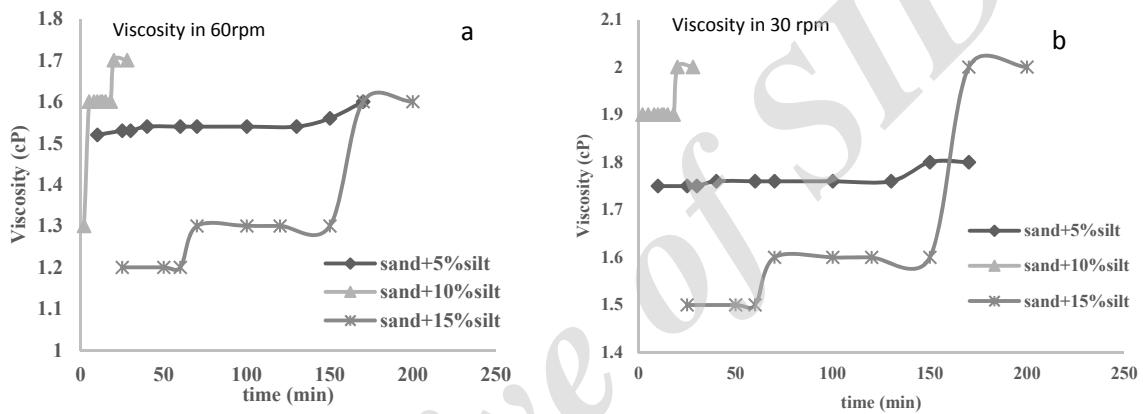 Viscosity in 60rpm
a
Viscosity (cP)
1.8
1.7
1.6
1.5
1.4
1.3
1.2
1.1
1
0
50
100
150
200
250
time (min)
sand+5%silt
sand+10%silt
sand+15%silt
Viscosity in 30 rpm
b
Viscosity (cP)
2.1
2
1.9
1.8
1.7
1.6
1.5
1.4
0
50
100
150
200
250
time (min)
sand+5%silt
sand+10%silt
sand+15%silt